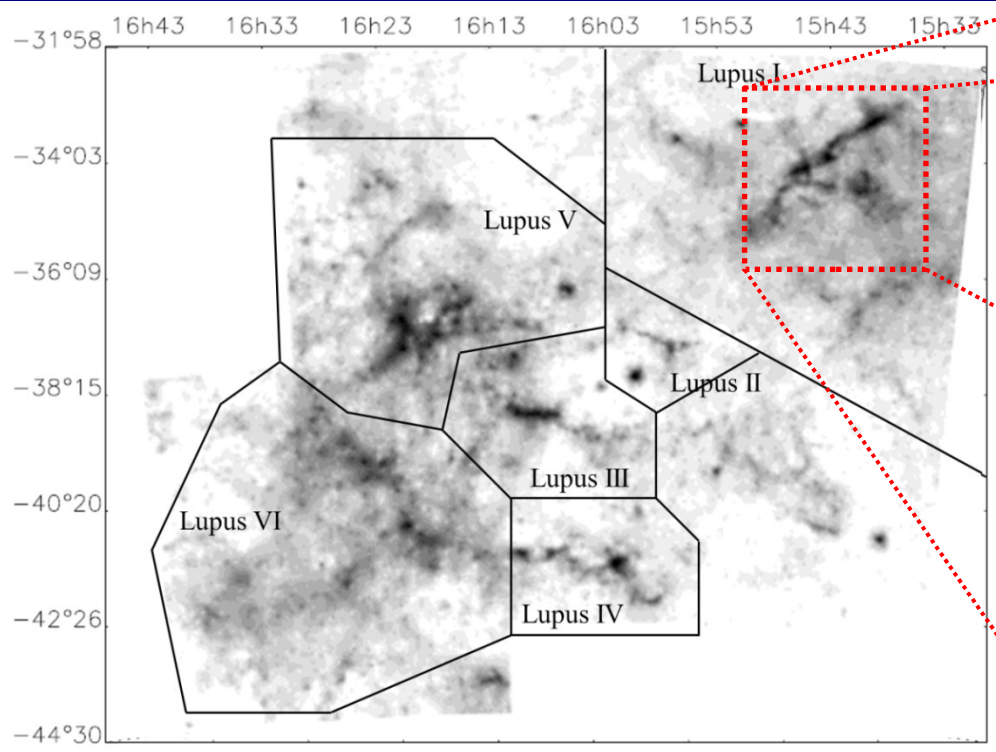 16h43 16h33 16h23 16h13 16h03 15h53 15h43 15h33
−31°58
Lupus I
−34°03
Lupus V
−36°09
−38°15
Lupus II
Lupus III
−40°20
Lupus VI
Lupus IV
−42°26
−44°30